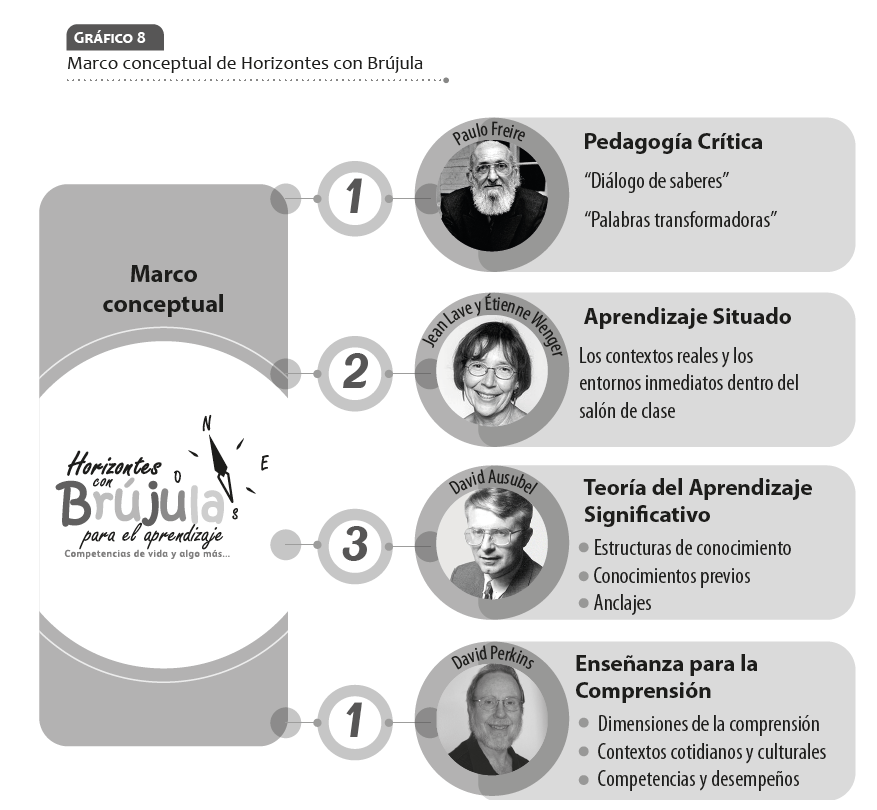 GRÁFICO 8
Marco conceptual de Horizontes con Brújula
Marco
conceptual
N
E
O
S
Horizontes
con
Brújula
para el aprendizaje
Competencias de vida y algo más...
1
Paulo Freire
Pedagogía Crítica
“Diálogo de saberes”
“Palabras transformadoras”
2
Jean Lave y Étienne Wenger
Aprendizaje Situado
Los contextos reales y los
entornos inmediatos dentro del
salón de clase
3
David Ausubel
Teoría del Aprendizaje
Significativo
Estructuras de conocimiento
Conocimientos previos
Anclajes
1
David Perkins
Enseñanza para la
Comprensión
Dimensiones de la comprensión
Contextos cotidianos y culturales
Competencias y desempeños